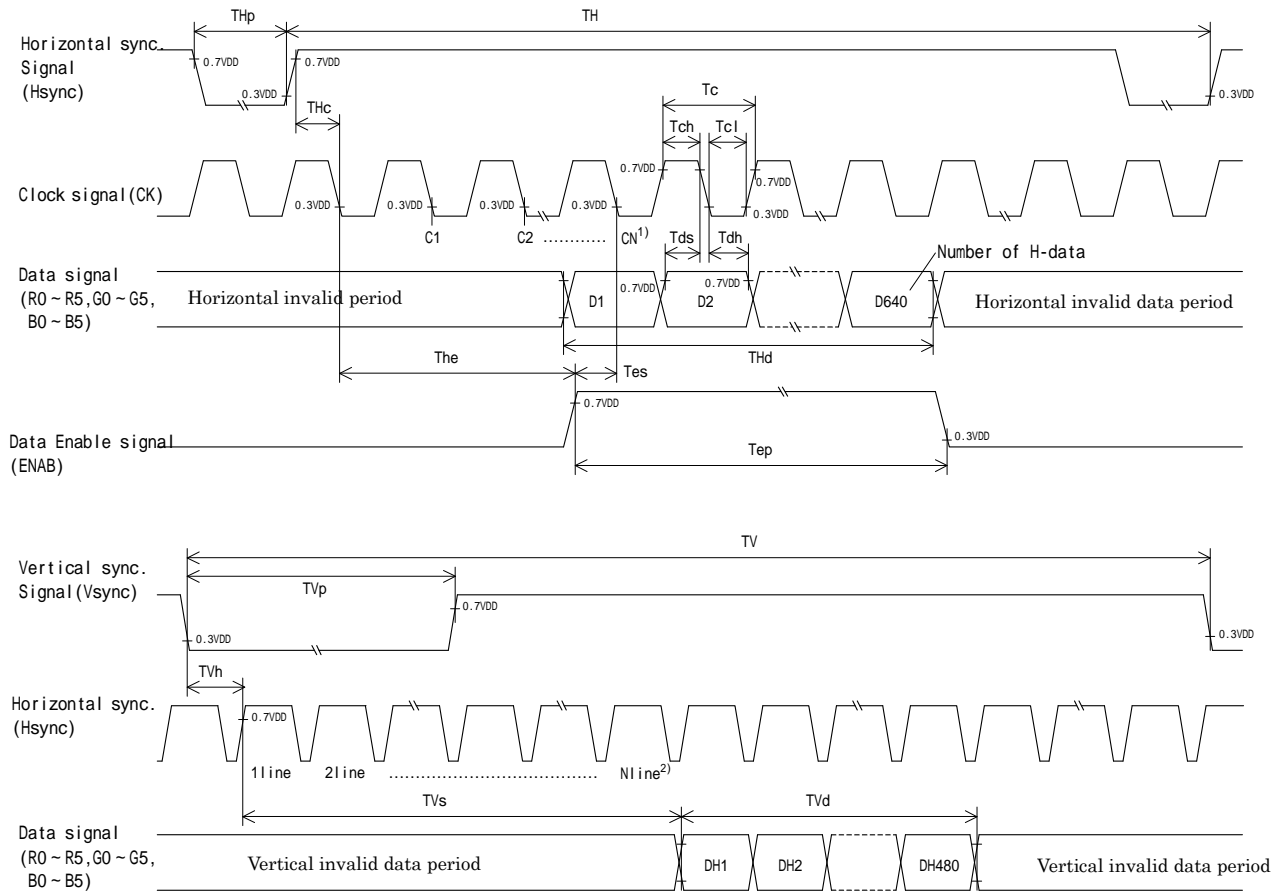 THp
TH
Horizontal sync.
Signal
(Hsync)
0.7VDD
0.3VDD
0.7VDD
0.3VDD
THc
Tc
Tch
Tcl
Clock signal(CK)
0.3VDD
0.3VDD
0.3VDD
0.3VDD
0.7VDD
0.7VDD
0.3VDD
C1
C2
............
CN1)
Tds
Tdh
Number of H-data
Data signal
(R0~R5,G0~G5,
B0~B5)
Horizontal invalid period
D1
0.7VDD
D2
0.7VDD
D640
Horizontal invalid data period
THd
The
Tes
Data Enable signal
(ENAB)
0.7VDD
0.3VDD
Tep
TV
Vertical sync.
Signal(Vsync)
TVp
0.3VDD
0.7VDD
0.3VDD
TVh
Horizontal sync.
(Hsync)
0.7VDD
1line
2line
.....................................
Nline2)
TVs
TVd
Data signal
(R0~R5,G0~G5,
B0~B5)
Vertical invalid data period
DH1
DH2
DH480
Vertical invalid data period